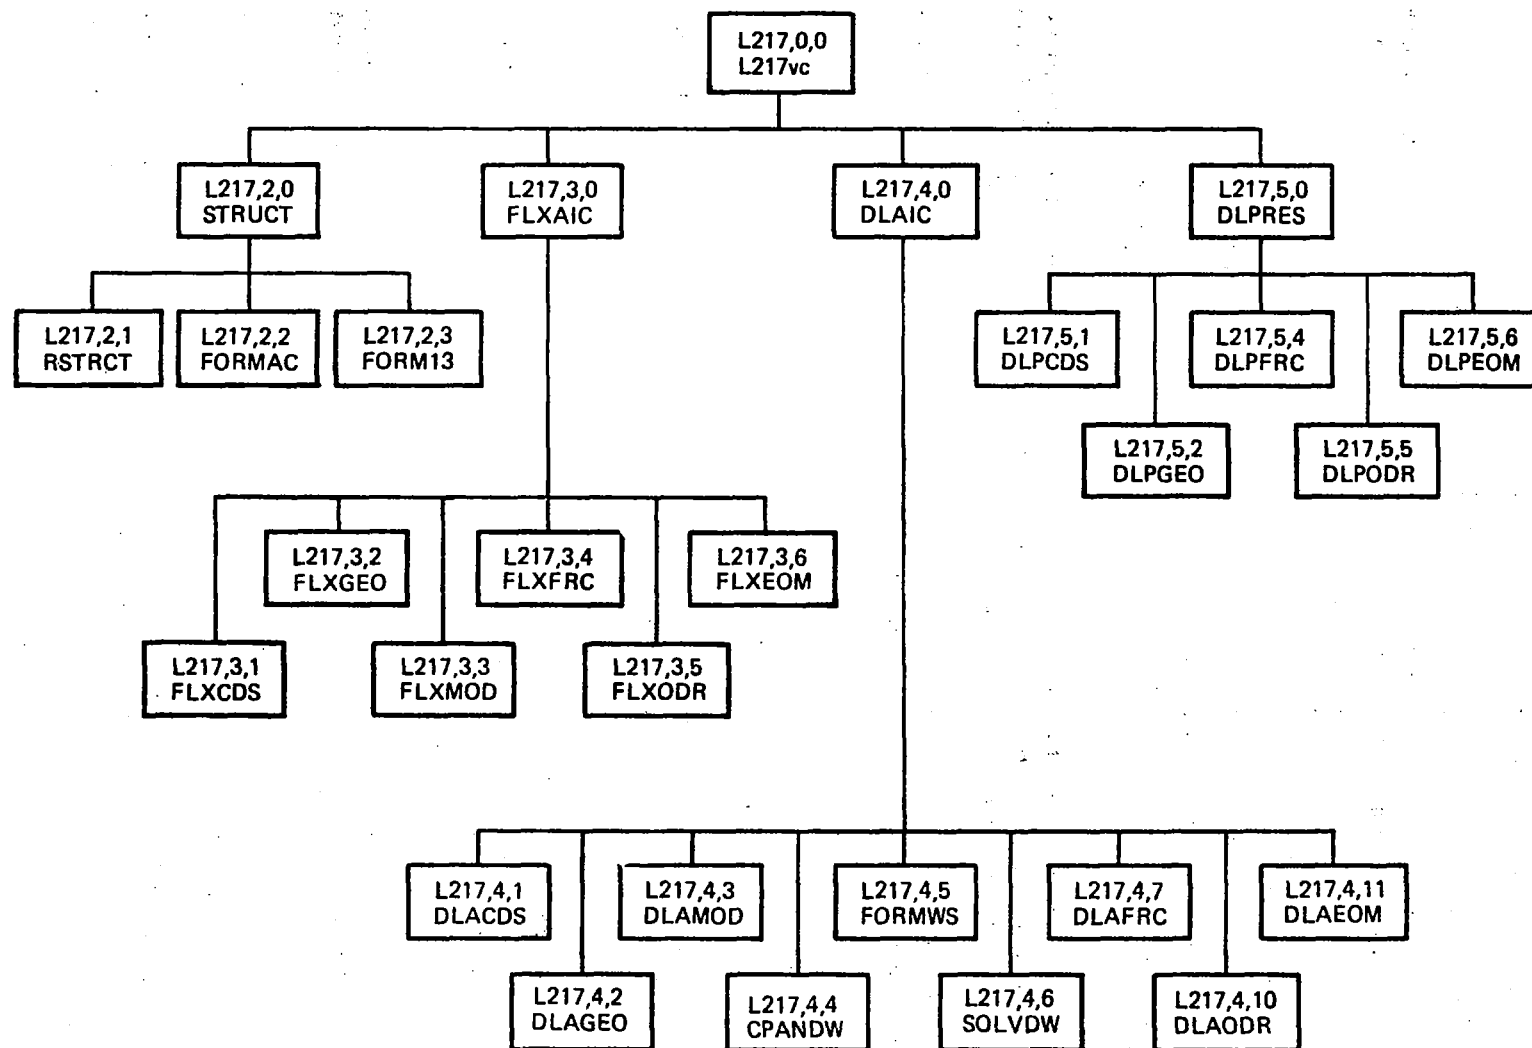 L217,0,0
L217vc
L217,2,0
STRUCT
L217,3,0
FLXAIC
L217,4,0
DLAIC
L217,5,0
DLPRES
L217,2,1
RSTRCT
L217,2,2
FORMAC
L217,2,3
FORM13
L217,5,1
DLPCDS
L217,5,4
DLPFRC
L217,5,6
DLPEOM
L217,5,2
DLPGEO
L217,5,5
DLPODR
L217,3,2
FLXGEO
L217,3,4
FLXFRC
L217,3,6
FLXEOM
L217,3,1
FLXCDS
L217,3,3
FLXMOD
L217,3,5
FLXODR
L217,4,1
DLACDS
L217,4,3
DLAMOD
L217,4,5
FORMWS
L217,4,7
DLAFRC
L217,4,11
DLAEOM
L217,4,2
DLAGEO
L217,4,4
CPANDW
L217,4,6
SOLVDW
L217,4,10
DLAODR